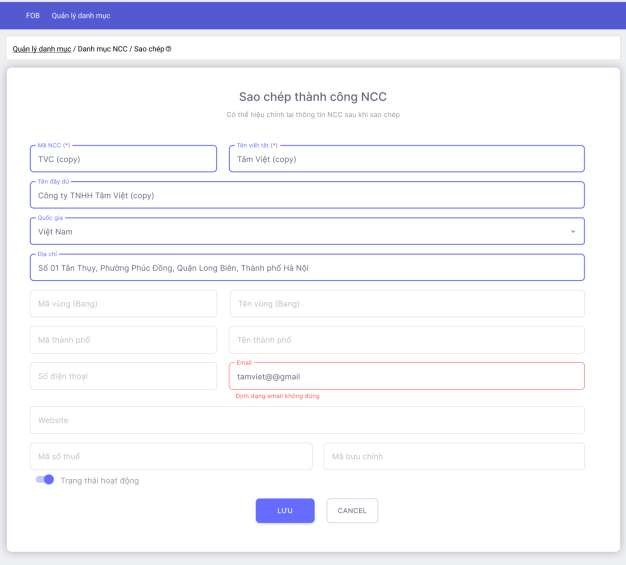 FOB Quản lý danh mục
Quản lý danh mục / Danh mục NCC / Sao chép
Sao chép thành công NCC
Có thể hiệu chỉnh lại thông tin NCC sau khi sao chép
Mã NCC (*) Tên viết tắt (*)
TVC (copy) Tâm Việt (copy)
Tên đầy đủ
Công ty TNHH Tâm Việt (copy)
Quốc gia
Việt Nam
Địa chỉ
Số 01 Tân Thụy, Phường Phúc Đồng, Quận Long Biên, Thành phố Hà Nội
Mã vùng (Bang) Tên vùng (Bang)
Mã thành phố Tên thành phố
Email
Số điện thoại tamviet@@gmail
Định dạng email không đúng
Website
Mã số thuế Mã bưu chính
Trạng thái hoạt động
LƯU CANCEL